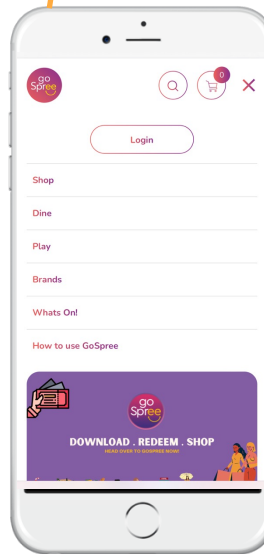 go
Spree
0
Login
Shop
Dine
Play
Brands
Whats On!
How to use GoSpree
go
Spree
DOWNLOAD . REDEEM . SHOP
HEAD OVER TO GOSPREE NOW!